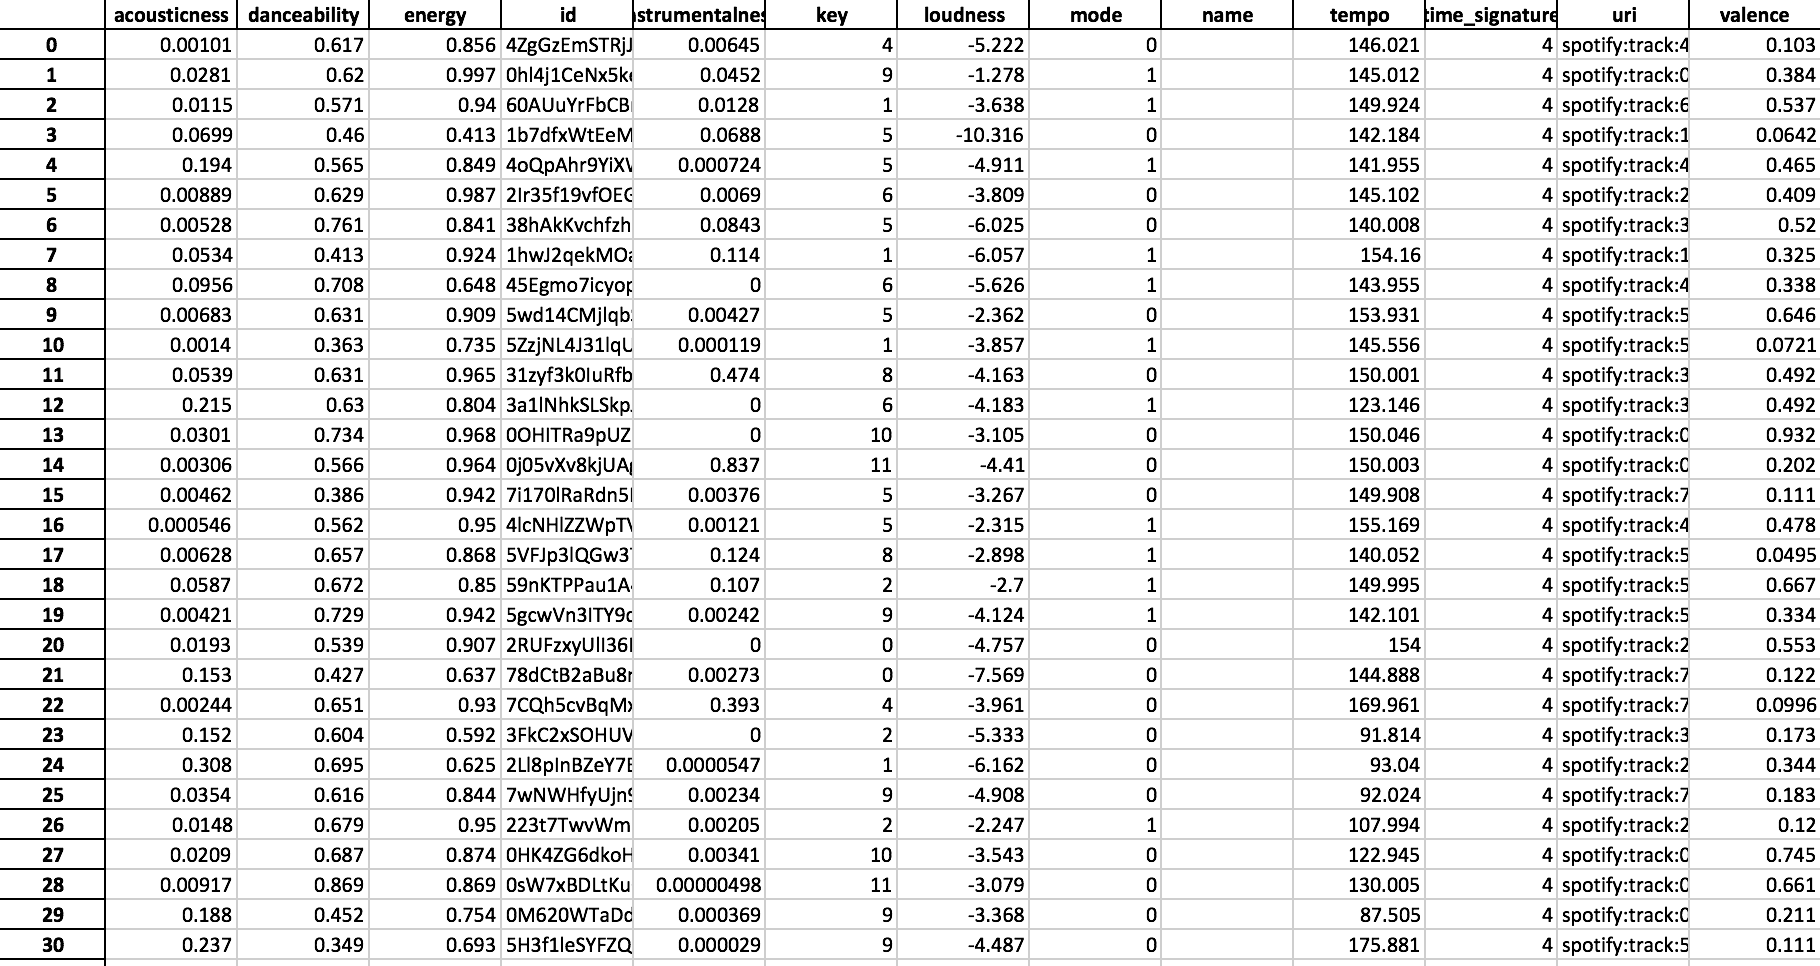 acousticness danceability energy id strumentalnes key loudness mode name tempo time_signature uri valence
0 0.00101 0.617 0.856 4ZgGzEmSTRjJ 0.00645 4 -5.222 0 146.021 4 spotify:track:4 0.103
1 0.0281 0.62 0.997 0hl4j1CeNx5k 0.0452 9 -1.278 1 145.012 4 spotify:track:0 0.384
2 0.0115 0.571 0.94 60AUuYrFbCB 0.0128 1 -3.638 1 149.924 4 spotify:track:6 0.537
3 0.0699 0.46 0.413 1b7dfxWtEeM 0.0688 5 -10.316 0 142.184 4 spotify:track:1 0.0642
4 0.194 0.565 0.849 4oQpAhr9YiX 0.000724 5 -4.911 1 141.955 4 spotify:track:4 0.465
5 0.00889 0.629 0.987 2Ir35f19vfOE 0.0069 6 -3.809 0 145.102 4 spotify:track:2 0.409
6 0.00528 0.761 0.841 38hAkKvchfzh 0.0843 5 -6.025 0 140.008 4 spotify:track:3 0.52
7 0.0534 0.413 0.924 1hwJ2qekMO 0.114 1 -6.057 1 154.16 4 spotify:track:1 0.325
8 0.0956 0.708 0.648 45Egmo7icyop 0 6 -5.626 1 143.955 4 spotify:track:4 0.338
9 0.00683 0.631 0.909 5wd14CMjlqb 0.00427 5 -2.362 0 153.931 4 spotify:track:5 0.646
10 0.0014 0.363 0.735 5ZzjNL4J31lqU 0.000119 1 -3.857 1 145.556 4 spotify:track:5 0.0721
11 0.0539 0.631 0.965 31zyf3k0IuRfb 0.474 8 -4.163 0 150.001 4 spotify:track:3 0.492
12 0.215 0.63 0.804 3a1lNhkSLSkp 0 6 -4.183 1 123.146 4 spotify:track:3 0.492
13 0.0301 0.734 0.968 0OHITRa9pUZ 0 10 -3.105 0 150.046 4 spotify:track:0 0.932
14 0.00306 0.566 0.964 0j05vXv8kjUA 0.837 11 -4.41 0 150.003 4 spotify:track:0 0.202
15 0.00462 0.386 0.942 7i170lRaRdn5 0.00376 5 -3.267 0 149.908 4 spotify:track:7 0.111
16 0.000546 0.562 0.95 4lcNHlZZWpT 0.00121 5 -2.315 1 155.169 4 spotify:track:4 0.478
17 0.00628 0.657 0.868 5VFJp3lQGw3 0.124 8 -2.898 1 140.052 4 spotify:track:5 0.0495
18 0.0587 0.672 0.85 59nKTPPau1A 0.107 2 -2.7 1 149.995 4 spotify:track:5 0.667
19 0.00421 0.729 0.942 5gcwVn3ITY9 0.00242 9 -4.124 1 142.101 4 spotify:track:5 0.334
20 0.0193 0.539 0.907 2RUFzxyUll36 0 0 -4.757 0 154 4 spotify:track:2 0.553
21 0.153 0.427 0.637 78dCtB2aBu8 0.00273 0 -7.569 0 144.888 4 spotify:track:7 0.122
22 0.00244 0.651 0.93 7CQh5cvBqM 0.393 4 -3.961 0 169.961 4 spotify:track:7 0.0996
23 0.152 0.604 0.592 3FkC2xSOHUV 0 2 -5.333 0 91.814 4 spotify:track:3 0.173
24 0.308 0.695 0.625 2Ll8pInBZeY7 0.0000547 1 -6.162 0 93.04 4 spotify:track:2 0.344
25 0.0354 0.616 0.844 7wNWHfyUjn 0.00234 9 -4.908 0 92.024 4 spotify:track:7 0.183
26 0.0148 0.679 0.95 223t7TwvWm 0.00205 2 -2.247 1 107.994 4 spotify:track:2 0.12
27 0.0209 0.687 0.874 0HK4ZG6dkoH 0.00341 10 -3.543 0 122.945 4 spotify:track:0 0.745
28 0.00917 0.869 0.869 0sW7xBDLtKu 0.00000498 11 -3.079 0 130.005 4 spotify:track:0 0.661
29 0.188 0.452 0.754 0M620WTaDd 0.000369 9 -3.368 0 87.505 4 spotify:track:0 0.211
30 0.237 0.349 0.693 5H3f1leSYFZQ 0.000029 9 -4.487 0 175.881 4 spotify:track:5 0.111